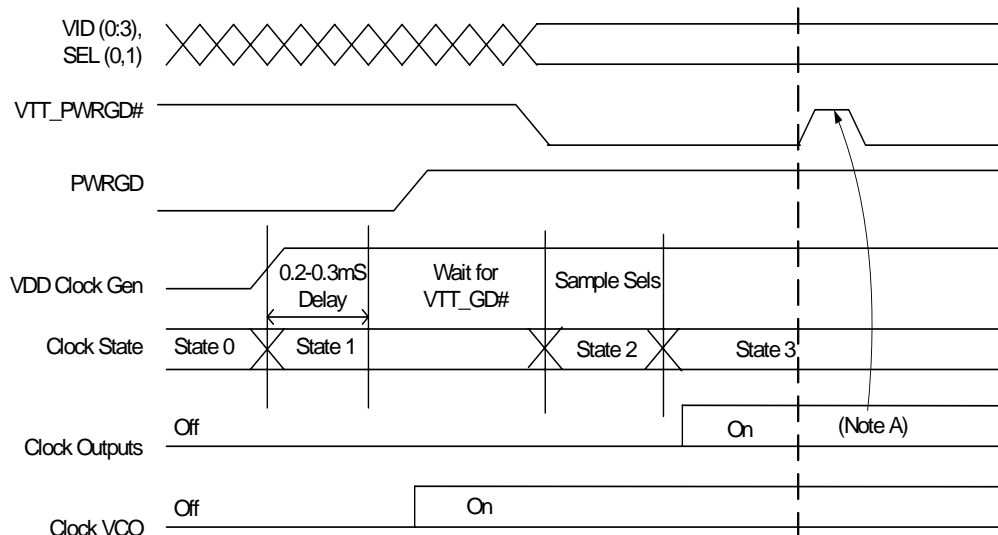 VID (0:3),
SEL (0,1)
VTT_PWRGD#
PWRGD
VDD Clock Gen
0.2-0.3mS
Delay
Wait for
VTT_GD#
Sample Sels
Clock State
State 0
State 1
State 2
State 3
Clock Outputs
Off
On
(Note A)
Clock VCO
Off
On